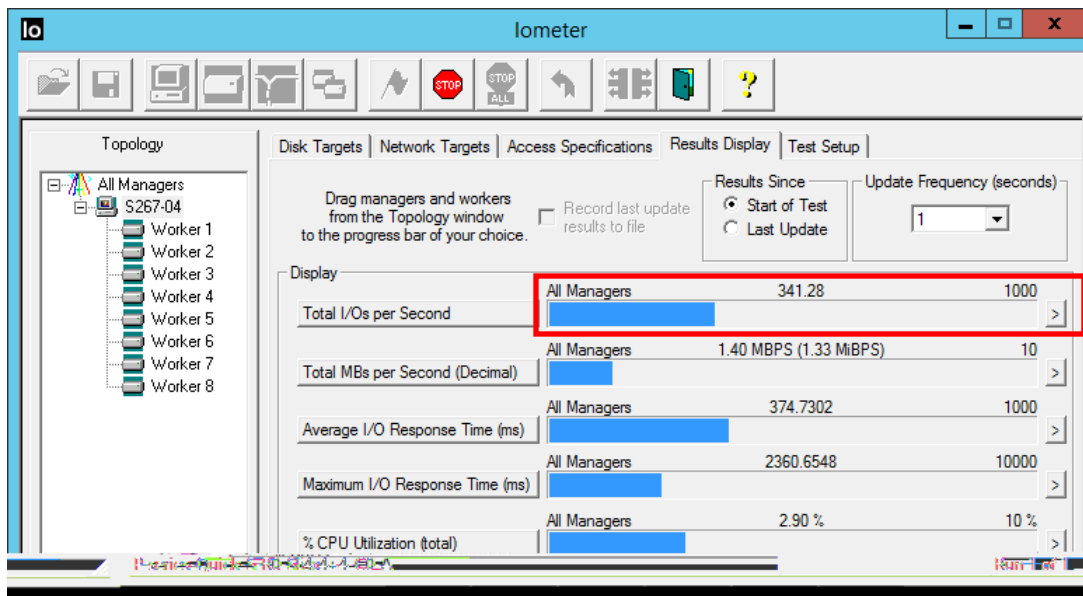 Io
Iometer
STOP
STOP
ALL
?
Topology
All Managers
S267-04
Worker 1
Worker 2
Worker 3
Worker 4
Worker 5
Worker 6
Worker 7
Worker 8
Disk Targets
Network Targets
Access Specifications
Results Display
Test Setup
Drag managers and workers
from the Topology window
to the progress bar of your choice.
Record last update
results to file
Results Since
Start of Test
Last Update
Update Frequency (seconds)
1
Display
All Managers 341.28 1000
Total I/Os per Second
>
All Managers 1.40 MBPS (1.33 MiBPS) 10
Total MBs per Second (Decimal)
>
All Managers 374.7302 1000
Average I/O Response Time (ms)
>
All Managers 2360.6548 10000
Maximum I/O Response Time (ms)
>
All Managers 2.90 % 10 %
% CPU Utilization (total)
>